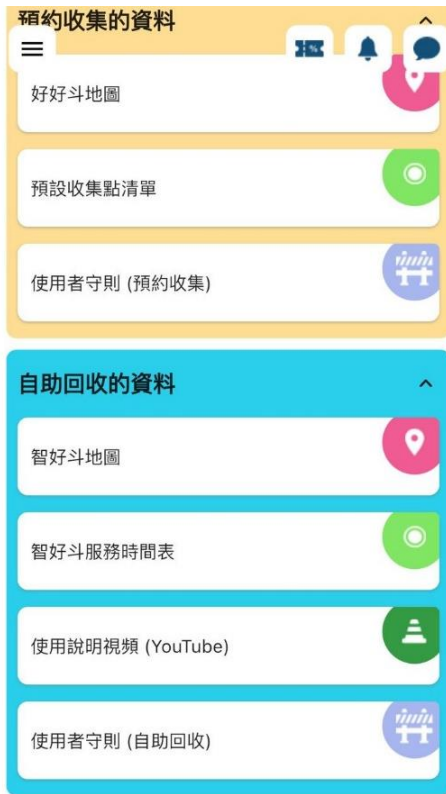 預約收集的資料
%
好好斗地圖
預設收集點清單
使用者守則 (預約收集)
自助回收的資料
智好斗地圖
智好斗服務時間表
使用說明視頻 (YouTube)
使用者守則 (自助回收)